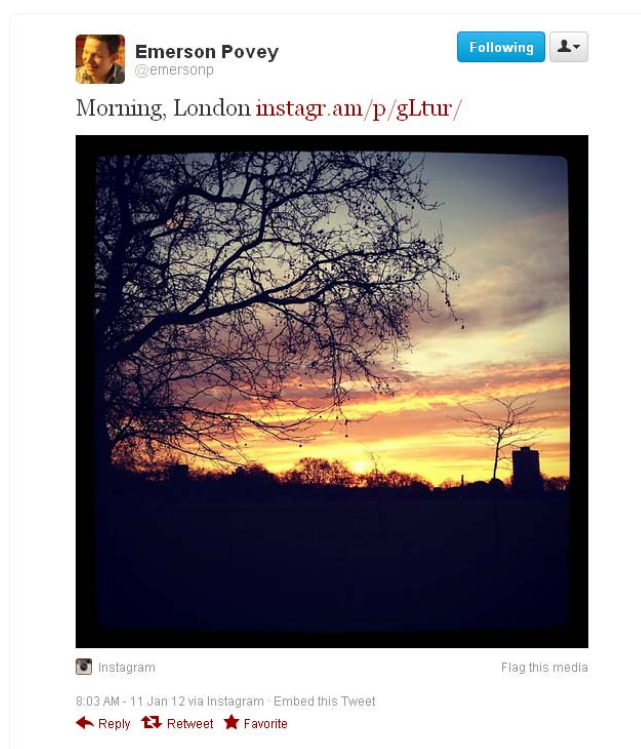 Emerson Povey
@emersonp
Following
Morning, London instagr.am/p/gLtur/
Instagram
Flag this media
8:03 AM - 11 Jan 12 via Instagram · Embed this Tweet
Reply Retweet Favorite